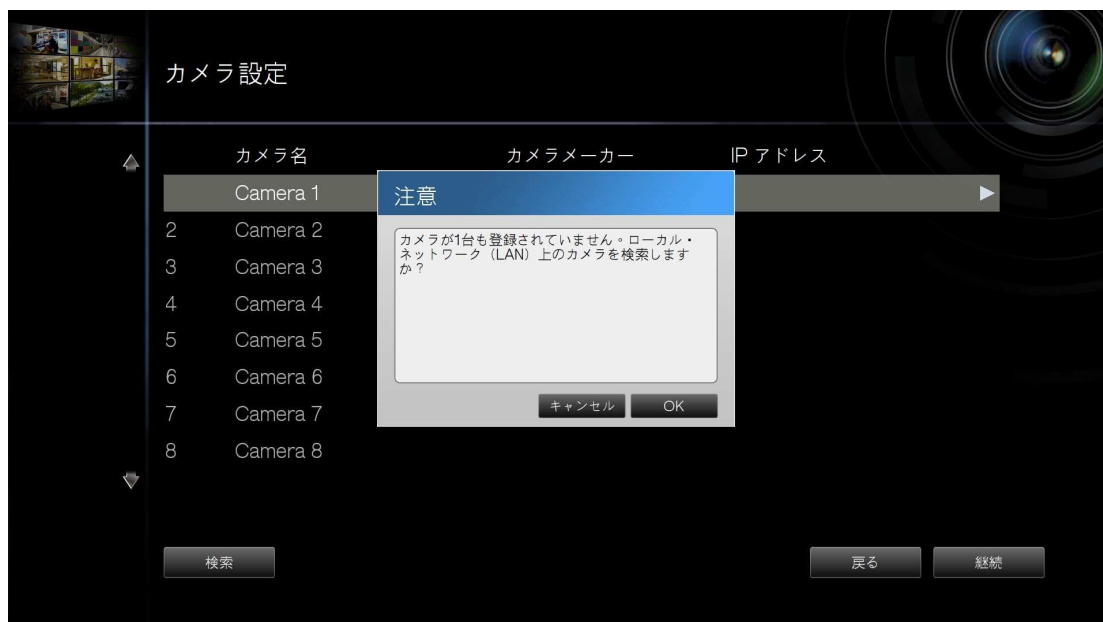 カメラ設定
カメラ名 カメラメーカー IP アドレス
Camera 1
2 Camera 2
3 Camera 3
4 Camera 4
5 Camera 5
6 Camera 6
7 Camera 7
8 Camera 8
注意
カメラが1台も登録されていません。ローカル・
ネットワーク（LAN）上のカメラを検索します
か？
キャンセル OK
検索 戻る 継続